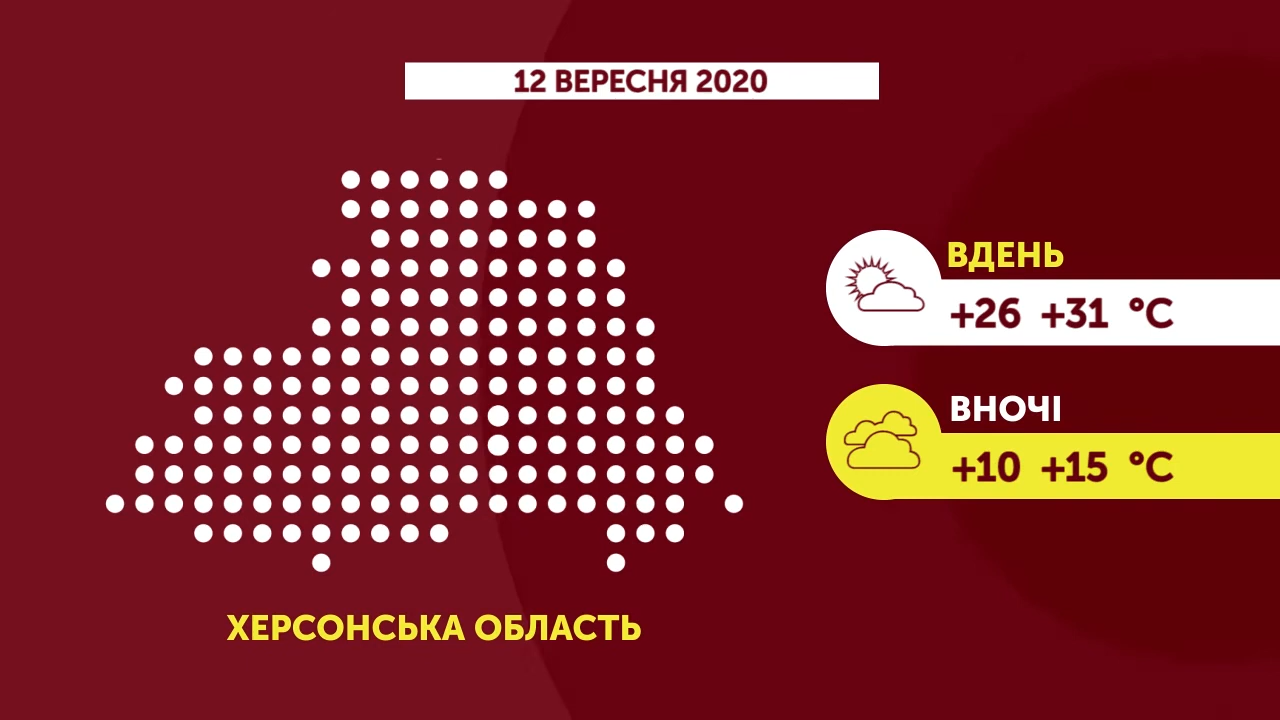 12 ВЕРЕСНЯ 2020
ВДЕНЬ
+26 +31 °C
ВНОЧІ
+10 +15 °C
ХЕРСОНСЬКА ОБЛАСТЬ